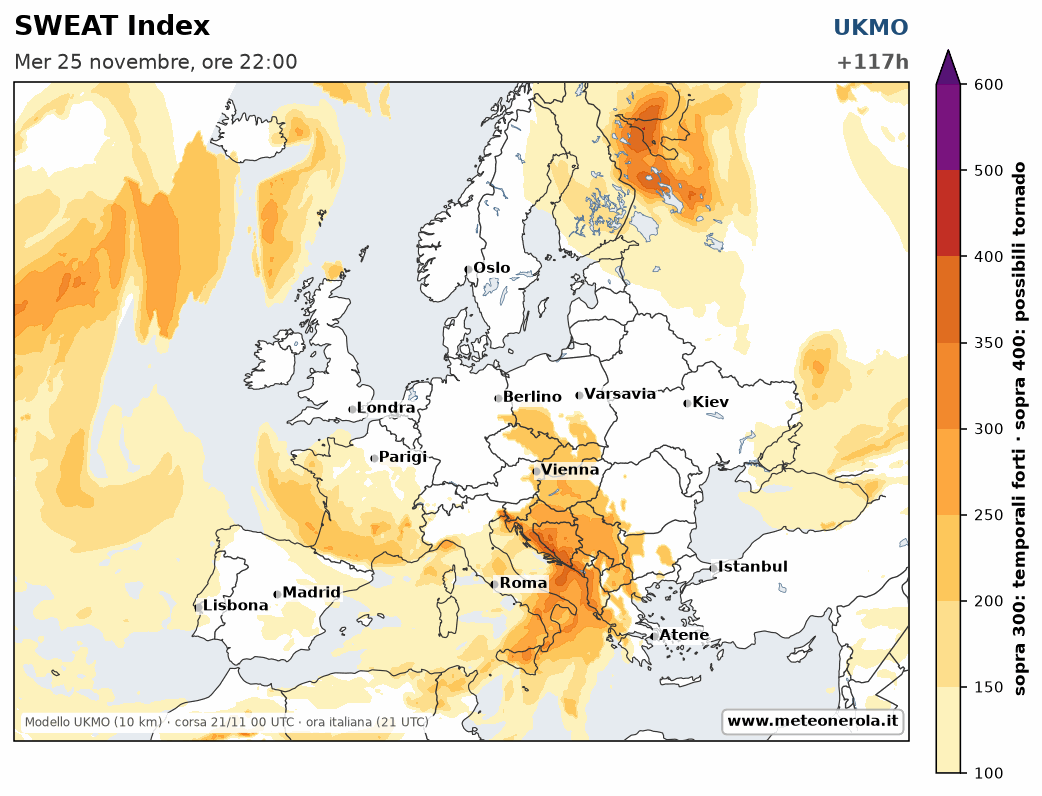 SWEAT Index
UKMO
Mer 25 novembre, ore 22:00
+117h
600
500
400
350
300
250
200
150
100
sopra 300: temporali forti · sopra 400: possibili tornado
Oslo
Londra
Berlino
Varsavia
Kiev
Parigi
Vienna
Istanbul
Roma
Madrid
Lisbona
Atene
Modello UKMO (10 km) · corsa 21/11 00 UTC · ora italiana (21 UTC)
www.meteonerola.it